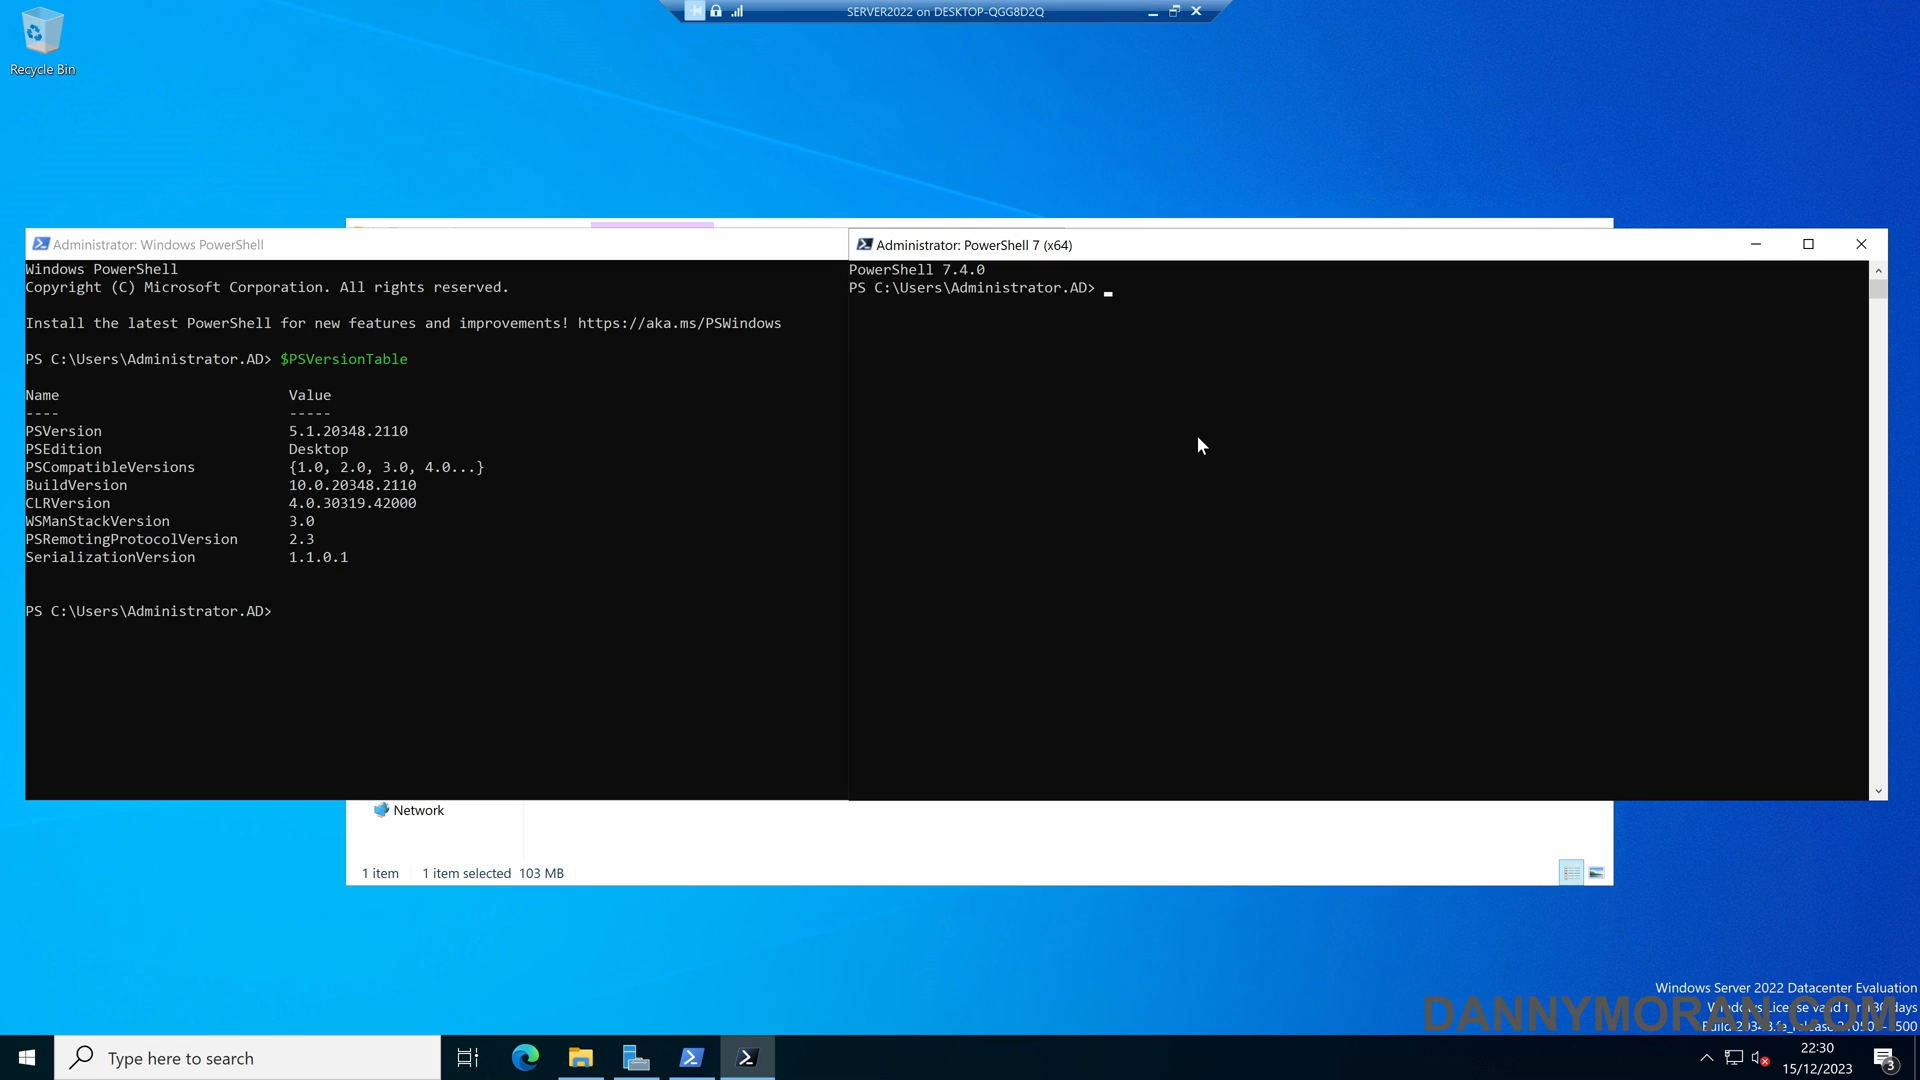 SERVER2022 on DESKTOP-QGG8D2Q
Recycle Bin
Administrator: Windows PowerShell
Windows PowerShell
Copyright (C) Microsoft Corporation. All rights reserved.
Install the latest PowerShell for new features and improvements! https://aka.ms/PSWindows
PS C:\Users\Administrator.AD> $PSVersionTable
Name Value
---- -----
PSVersion 5.1.20348.2110
PSEdition Desktop
PSCompatibleVersions {1.0, 2.0, 3.0, 4.0...}
BuildVersion 10.0.20348.2110
CLRVersion 4.0.30319.42000
WSManStackVersion 3.0
PSRemotingProtocolVersion 2.3
SerializationVersion 1.1.0.1
PS C:\Users\Administrator.AD>
Administrator: PowerShell 7 (x64)
PowerShell 7.4.0
PS C:\Users\Administrator.AD>
Network
1 item 1 item selected 103 MB
Windows Server 2022 Datacenter Evaluation
Windows License valid for days
DANNYMORAN.COM
Type here to search
22:30
15/12/2023
3